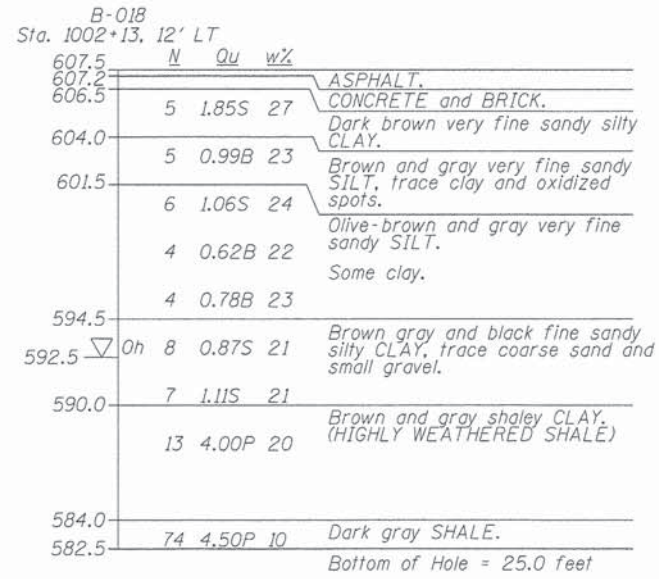 B-018
Sta. 1002+13, 12' LT
N Qu w%
607.5
607.2 ASPHALT.
606.5 CONCRETE and BRICK.
5 1.85S 27 Dark brown very fine sandy silty
CLAY.
604.0
5 0.99B 23 Brown and gray very fine sandy
SILT, trace clay and oxidized
spots.
601.5
6 1.06S 24 Olive-brown and gray very fine
sandy SILT.
4 0.62B 22
Some clay.
4 0.78B 23
594.5
Brown gray and black fine sandy
592.5 0h 8 0.87S 21 silty CLAY, trace coarse sand and
small gravel.
7 1.11S 21
590.0
Brown and gray shaley CLAY.
(HIGHLY WEATHERED SHALE)
13 4.00P 20
584.0
74 4.50P 10 Dark gray SHALE.
582.5
Bottom of Hole = 25.0 feet